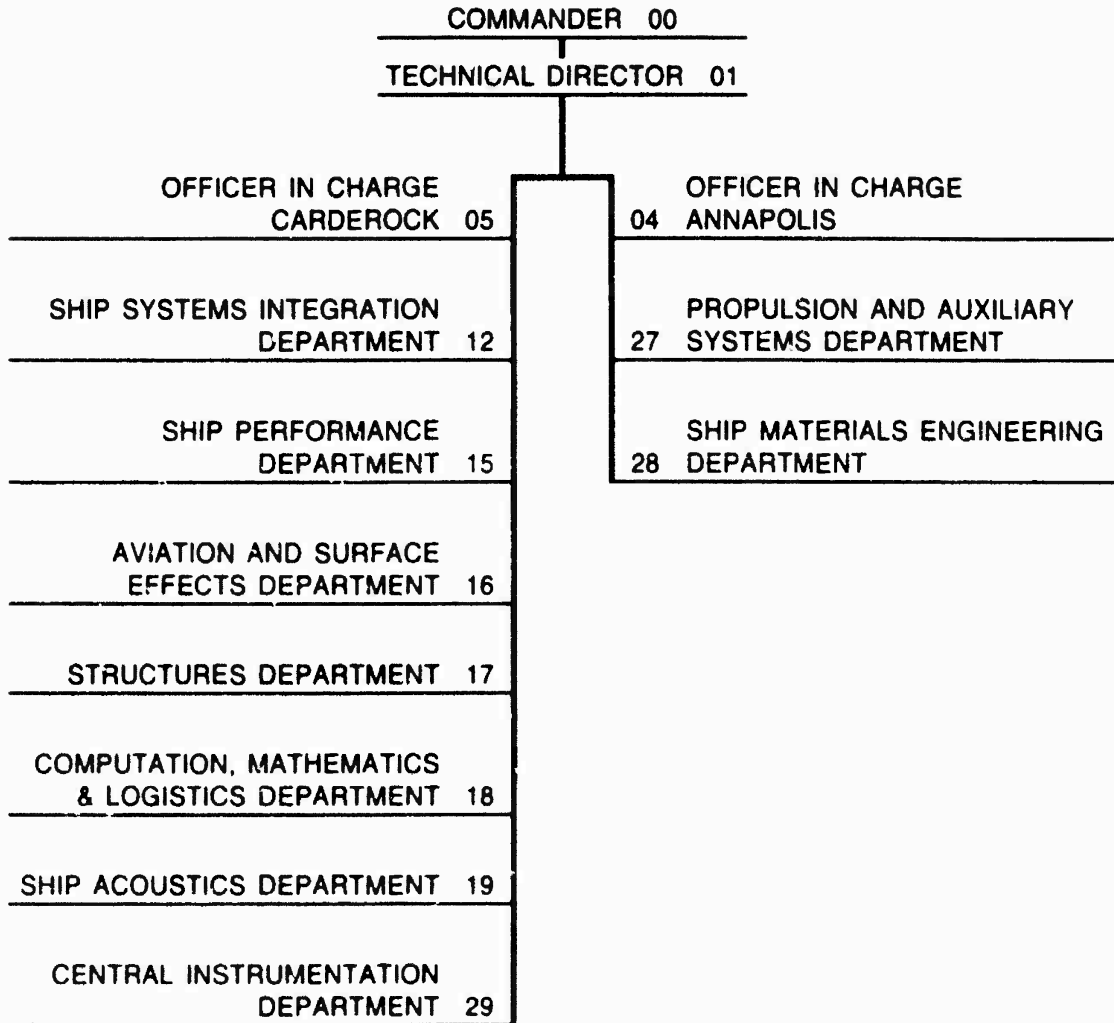 COMMANDER 00
TECHNICAL DIRECTOR 01
OFFICER IN CHARGE
CARDEROCK 05
SHIP SYSTEMS INTEGRATION
DEPARTMENT 12
SHIP PERFORMANCE
DEPARTMENT 15
AVIATION AND SURFACE
EFFECTS DEPARTMENT 16
STRUCTURES DEPARTMENT 17
COMPUTATION, MATHEMATICS
& LOGISTICS DEPARTMENT 18
SHIP ACOUSTICS DEPARTMENT 19
CENTRAL INSTRUMENTATION
DEPARTMENT 29
OFFICER IN CHARGE
04 ANNAPOLIS
PROPULSION AND AUXILIARY
27 SYSTEMS DEPARTMENT
SHIP MATERIALS ENGINEERING
28 DEPARTMENT